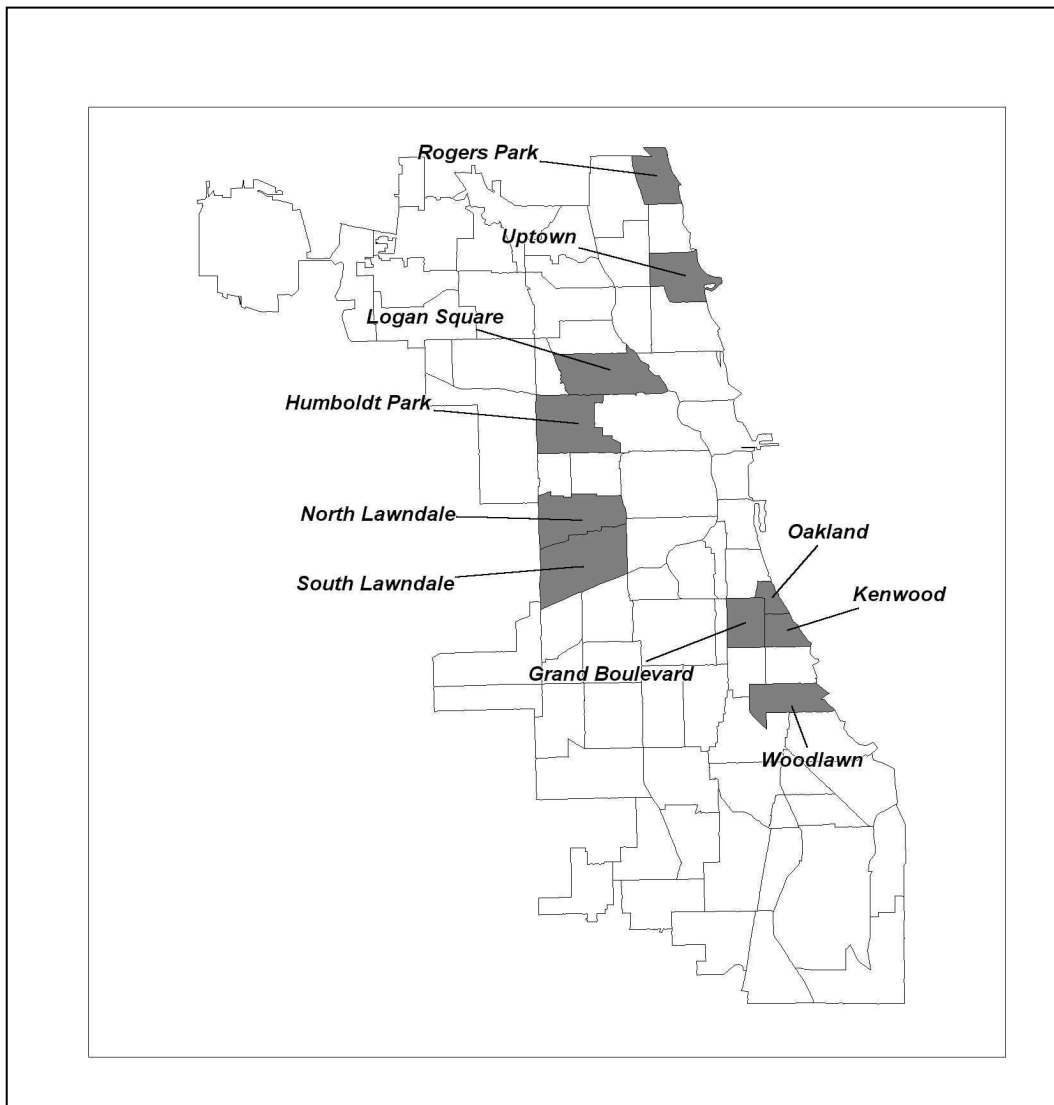 Rogers Park
Uptown
Logan Square
Humboldt Park
North Lawndale
Oakland
South Lawndale
Kenwood
Grand Boulevard
Woodlawn